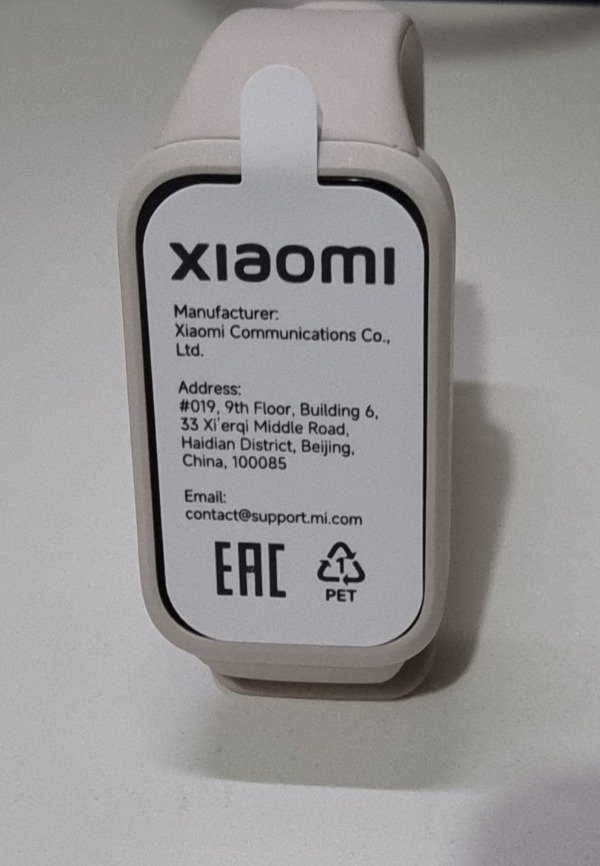 xiaomi
Manufacturer:
Xiaomi Communications Co.,
Ltd.
Address:
#019, 9th Floor, Building 6,
33 Xi'erqi Middle Road,
Haidian District, Beijing,
China, 100085
Email:
contact@support.mi.com
EAC
1
PET